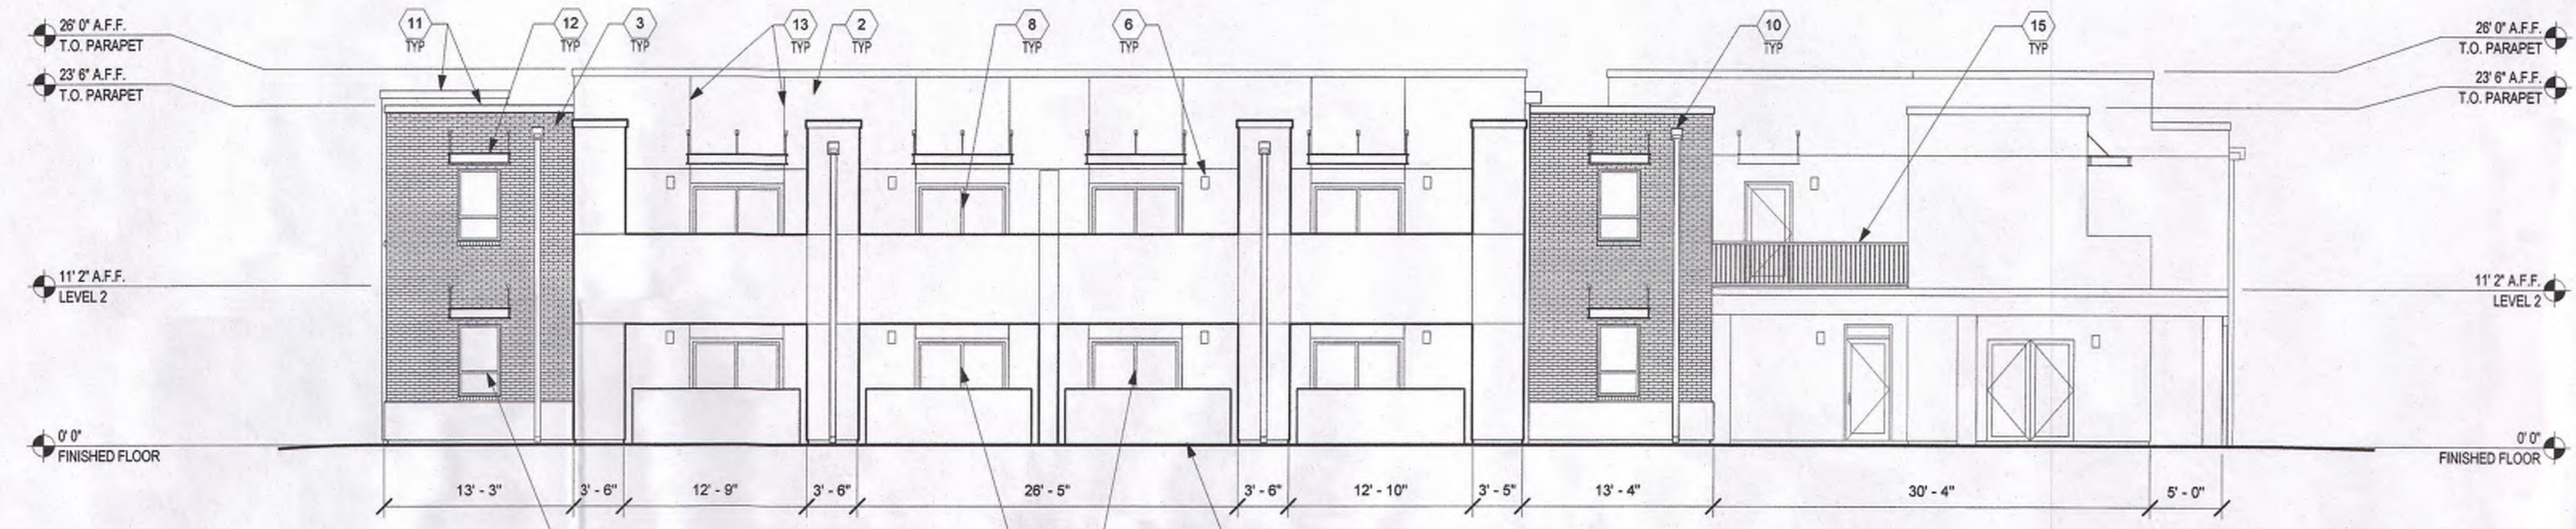 26' 0" A.F.F.
T.O. PARAPET
23' 6" A.F.F.
T.O. PARAPET
11' 2" A.F.F.
LEVEL 2
0' 0"
FINISHED FLOOR
11
TYP
12
TYP
3
TYP
13
TYP
2
TYP
8
TYP
6
TYP
10
TYP
15
TYP
26' 0" A.F.F.
T.O. PARAPET
23' 6" A.F.F.
T.O. PARAPET
11' 2" A.F.F.
LEVEL 2
0' 0"
FINISHED FLOOR
13' - 3"
3' - 6"
12' - 9"
3' - 6"
26' - 5"
3' - 6"
12' - 10"
3' - 5"
13' - 4"
30' - 4"
5' - 0"